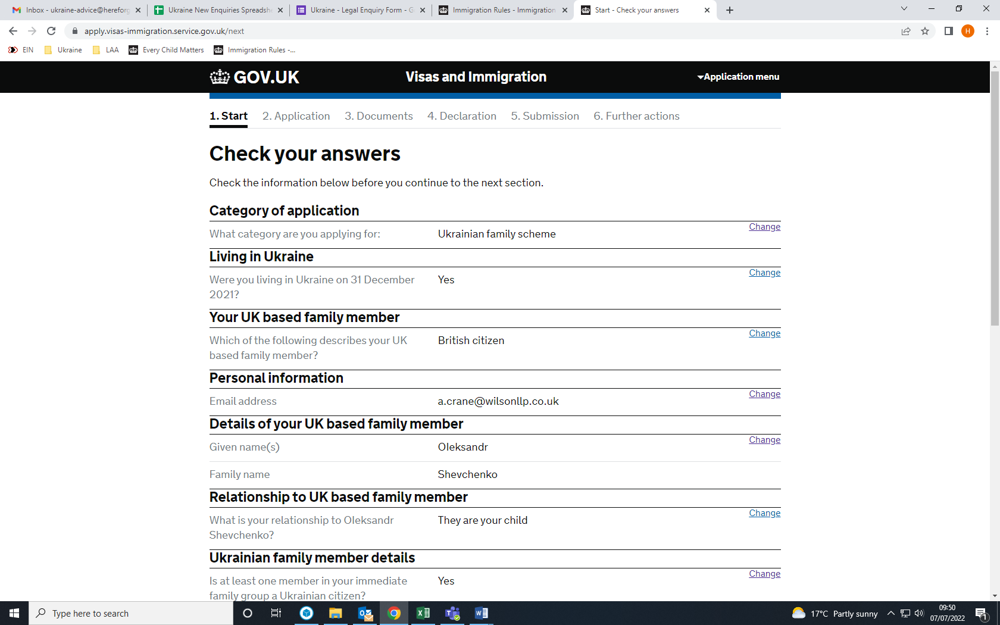 Inbox - ukraine-advice@hereforg
Ukraine New Enquiries Spreadshe
Ukraine - Legal Enquiry Form - G
Immigration Rules - Immigration
Start - Check your answers
apply.visas-immigration.service.gov.uk/next
H
EIN
Ukraine
LAA
Every Child Matters
Immigration Rules -...
GOV.UK
Visas and Immigration
Application menu
1. Start 2. Application 3. Documents 4. Declaration 5. Submission 6. Further actions
Check your answers
Check the information below before you continue to the next section.
Category of application
What category are you applying for: Ukrainian family scheme Change
Living in Ukraine
Were you living in Ukraine on 31 December Yes Change
2021?
Your UK based family member
Which of the following describes your UK British citizen Change
based family member?
Personal information
Email address a.crane@wilsonllp.co.uk Change
Details of your UK based family member
Given name(s) Oleksandr Change
Family name Shevchenko
Relationship to UK based family member
What is your relationship to Oleksandr They are your child Change
Shevchenko?
Ukrainian family member details
Is at least one member in your immediate Yes Change
family group a Ukrainian citizen?
Type here to search
17°C Partly sunny
09:50
07/07/2022
1